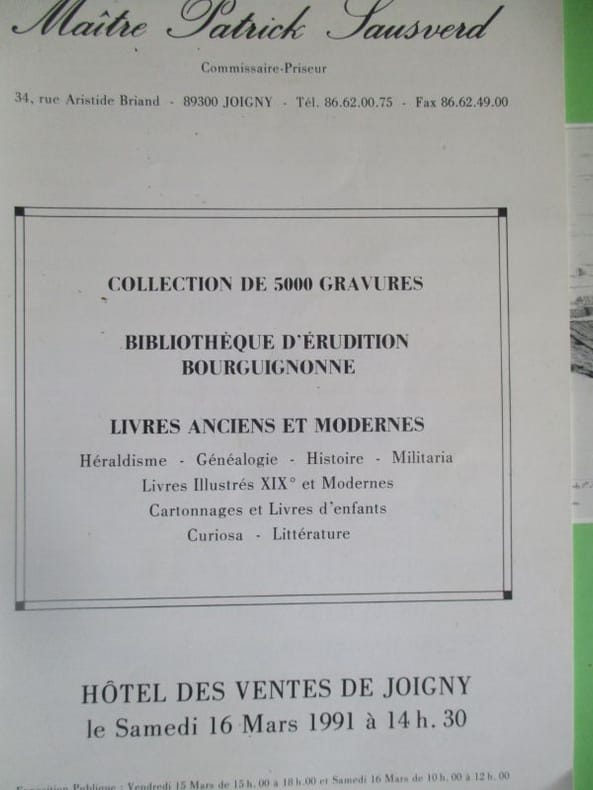 Maître Patrick Sausverd
Commissaire-Priseur
34, rue Aristide Briand - 89300 JOIGNY - Tél. 86.62.00.75 - Fax 86.62.49.00
COLLECTION DE 5000 GRAVURES
BIBLIOTHÈQUE D'ÉRUDITION
BOURGUIGNONNE
LIVRES ANCIENS ET MODERNES
Héraldisme - Généalogie - Histoire - Militaria
Livres Illustrés XIX° et Modernes
Cartonnages et Livres d'enfants
Curiosa - Littérature
HÔTEL DES VENTES DE JOIGNY
le Samedi 16 Mars 1991 à 14 h. 30
Exposition Publique : Vendredi 15 Mars de 15 h. 00 à 18 h. 00 et Samedi 16 Mars de 10 h. 00 à 12 h. 00